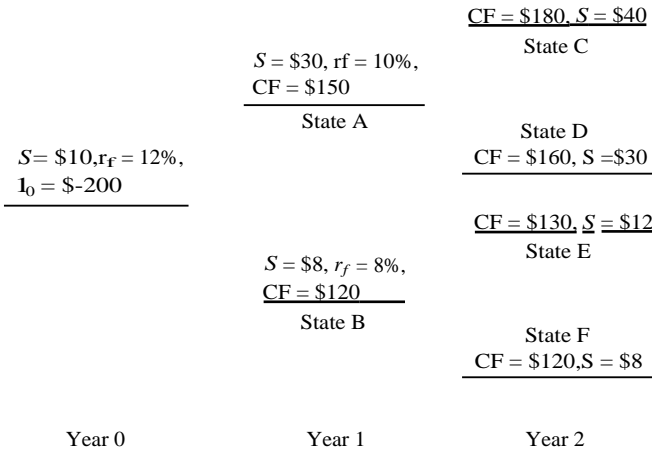 CF = $180, S = $40
State C
S = $30, rf = 10%,
CF = $150
State A
State D
CF = $160, S =$30
S= $10,rf = 12%,
10 = $-200
CF = $130, S = $12
State E
S = $8, rf = 8%,
CF = $120
State B
State F
CF = $120,S = $8
Year 0
Year 1
Year 2